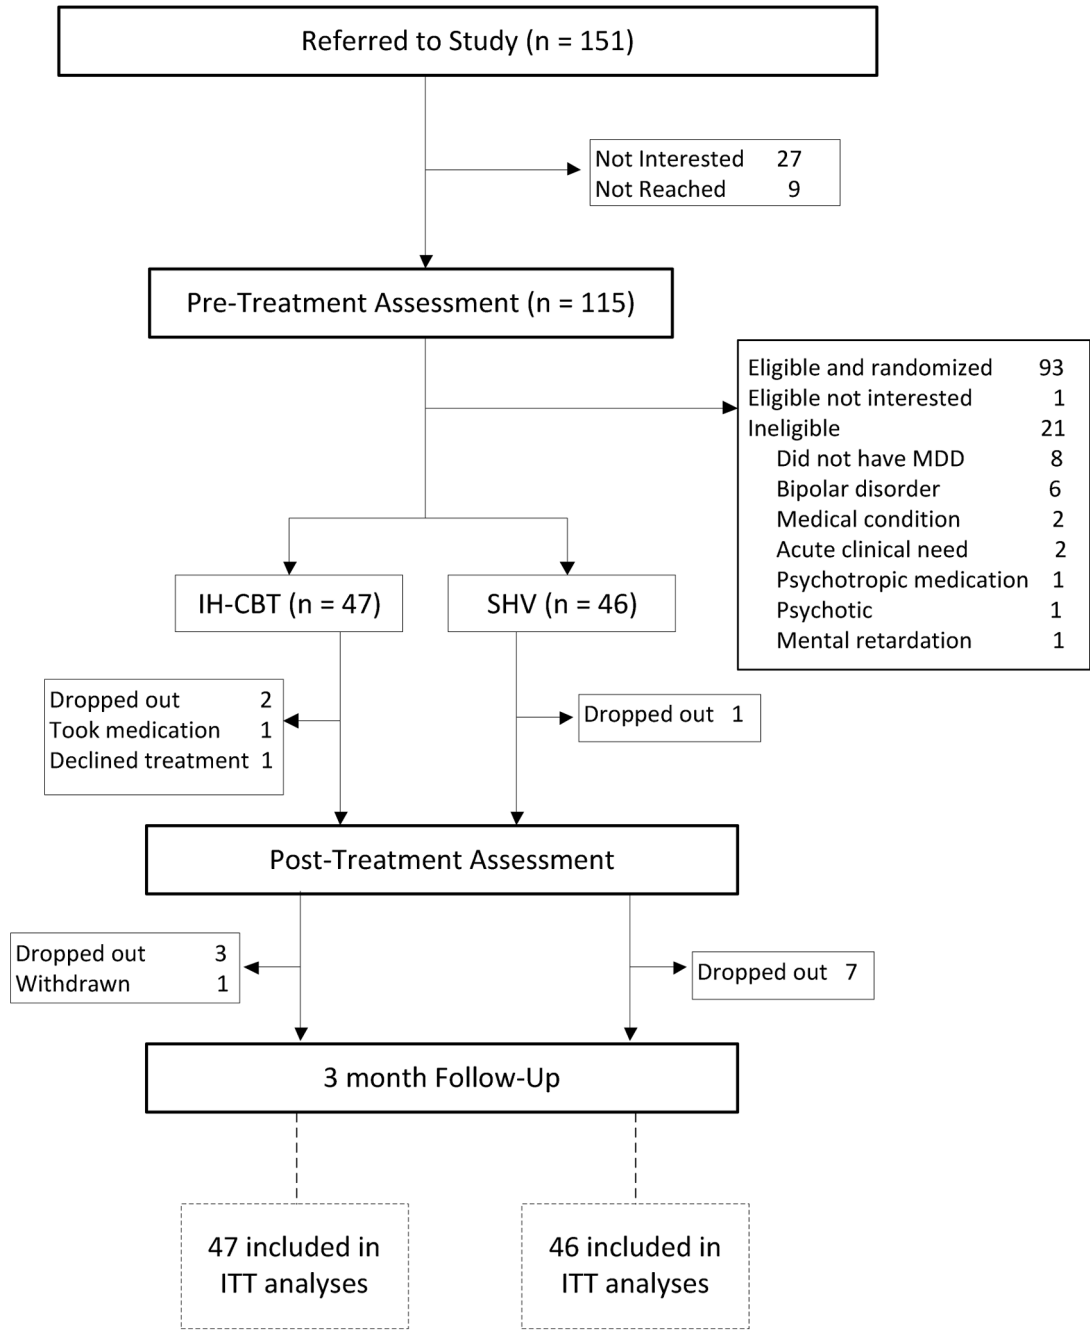 Referred to Study (n = 151)
Not Interested 27
Not Reached 9
Pre-Treatment Assessment (n = 115)
Eligible and randomized 93
Eligible not interested 1
Ineligible 21
Did not have MDD 8
Bipolar disorder 6
Medical condition 2
Acute clinical need 2
Psychotropic medication 1
Psychotic 1
Mental retardation 1
IH-CBT (n = 47)
SHV (n = 46)
Dropped out 2
Took medication 1
Declined treatment 1
Dropped out 1
Post-Treatment Assessment
Dropped out 3
Withdrawn 1
Dropped out 7
3 month Follow-Up
47 included in
ITT analyses
46 included in
ITT analyses